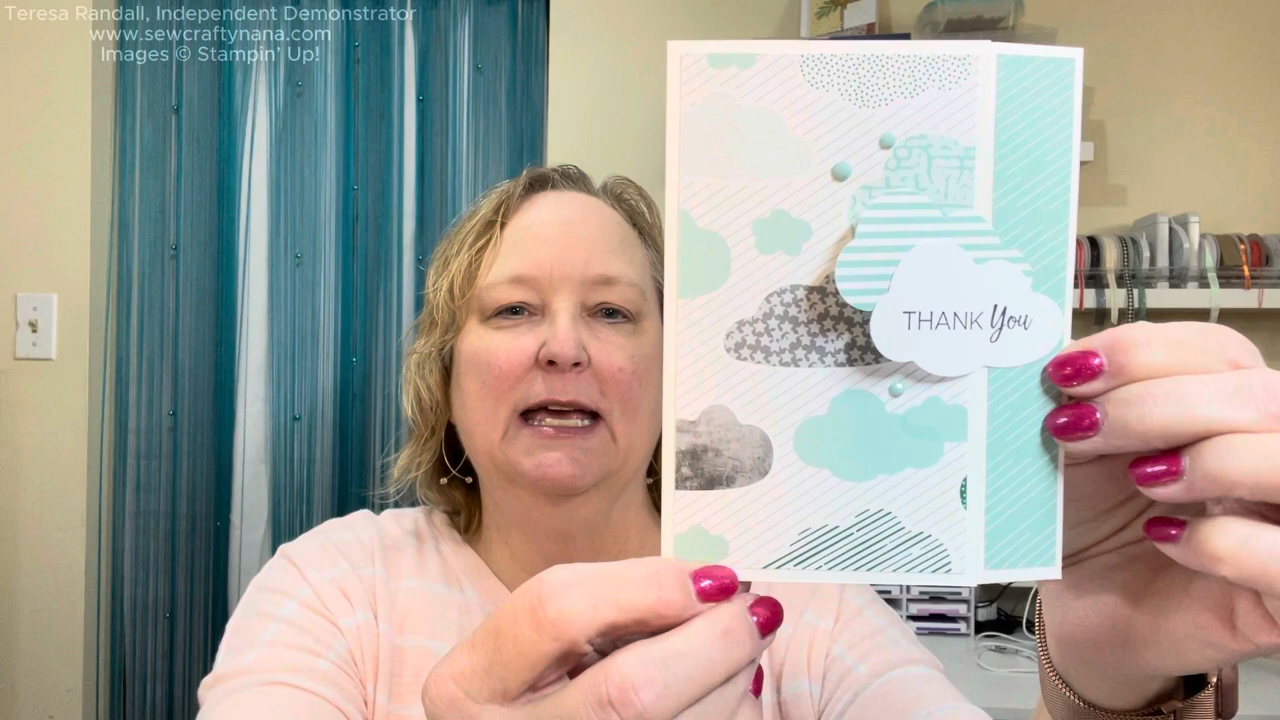 Teresa Randall, Independent Demonstrator
www.sewcraftynana.com
Images © Stampin' Up!
THANK You